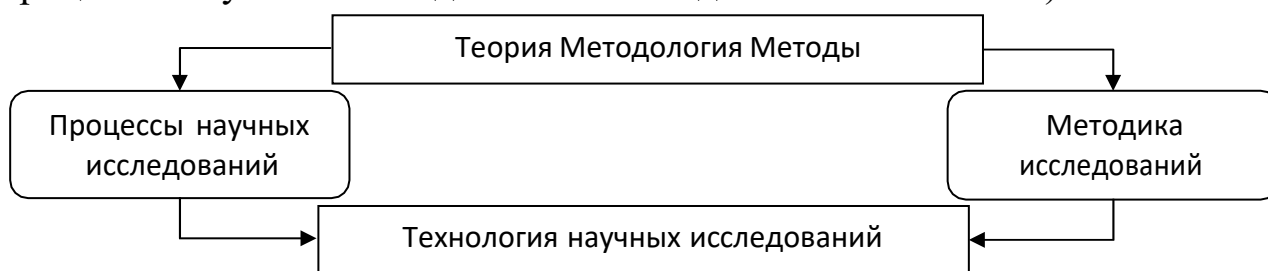 Теория Методология Методы
Процессы научных
исследований
Методика
исследований
Технология научных исследований